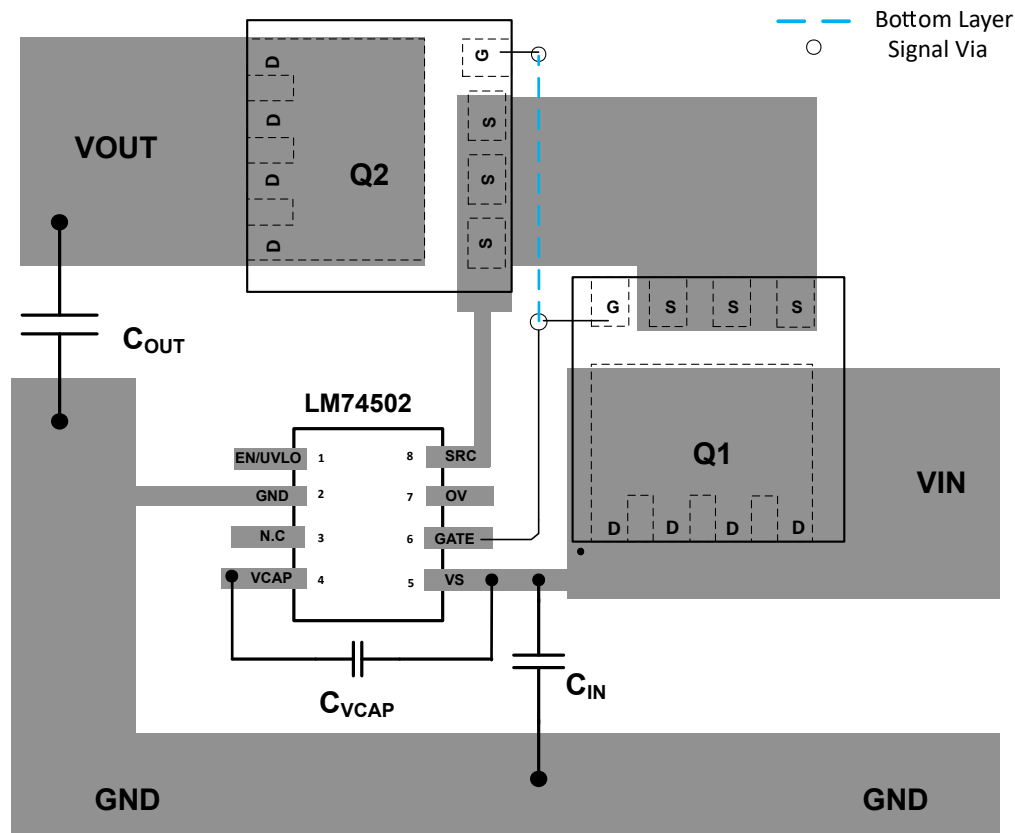 Bottom Layer
Signal Via
D
D
D
D
G
S
S
S
VOUT
Q2
G
S
S
S
COUT
LM74502
EN/UVLO
1
8
SRC
GND
2
7
OV
N.C
3
6
GATE
VCAP
4
5
VS
Q1
VIN
D
D
D
D
CVCAP
CIN
GND
GND